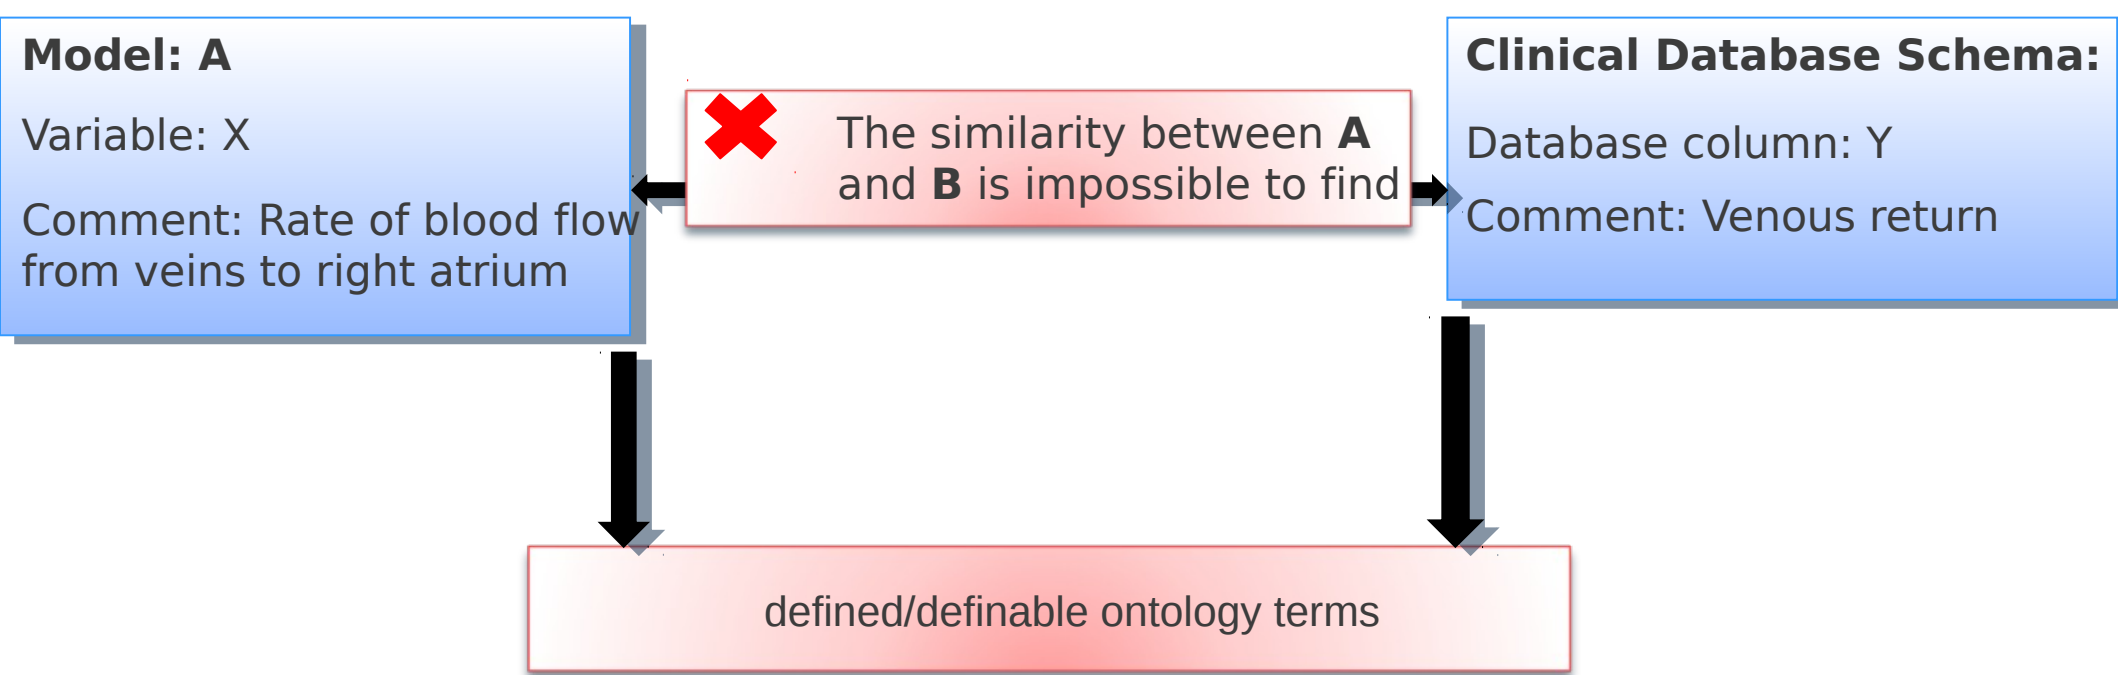 Model: A
Variable: X
Comment: Rate of blood flow
from veins to right atrium
The similarity between A
and B is impossible to find
Clinical Database Schema:
Database column: Y
Comment: Venous return
defined/definable ontology terms